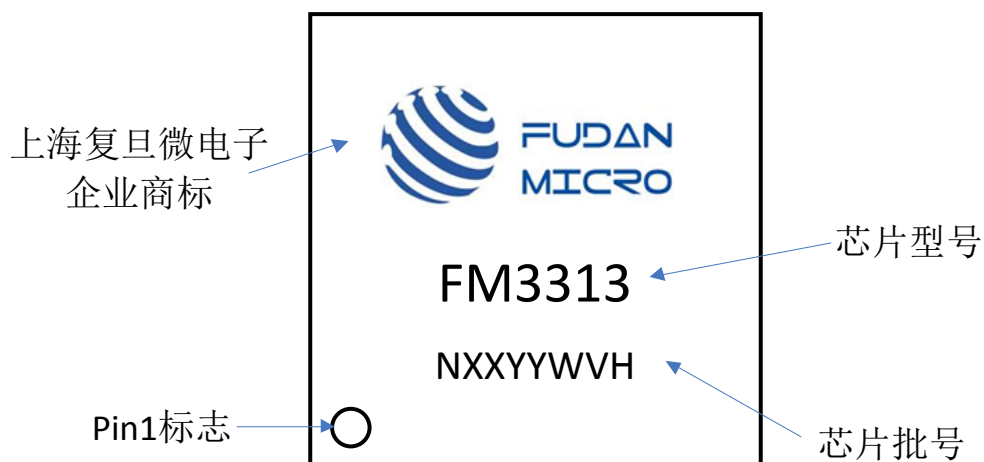 上海复旦微电子
企业商标
FUDAN
MICRO
芯片型号
FM3313
NXXYYWVH
Pin1标志
芯片批号